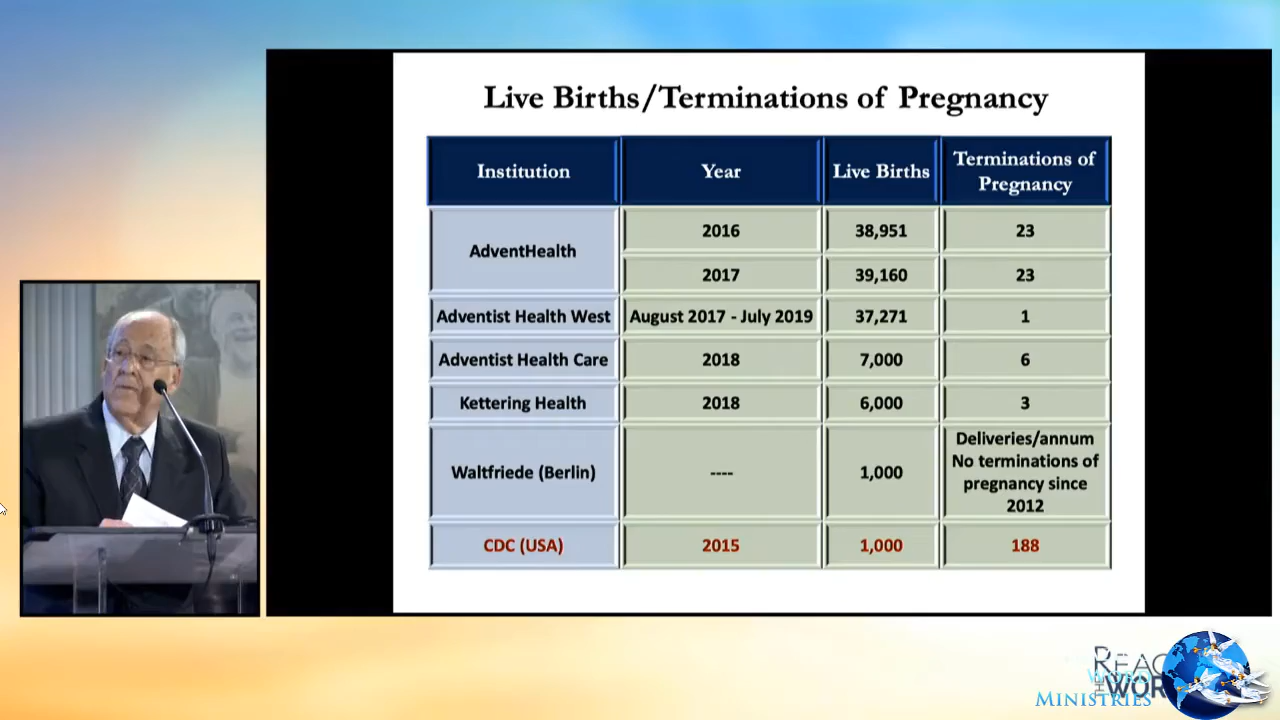 Live Births/Terminations of Pregnancy
Institution Year Live Births Terminations of Pregnancy
AdventHealth 2016 38,951 23
2017 39,160 23
Adventist Health West August 2017 - July 2019 37,271 1
Adventist Health Care 2018 7,000 6
Kettering Health 2018 6,000 3
Waltfriede (Berlin) ---- 1,000 Deliveries/annum
No terminations of
pregnancy since
2012
CDC (USA) 2015 1,000 188
MINISTRIES